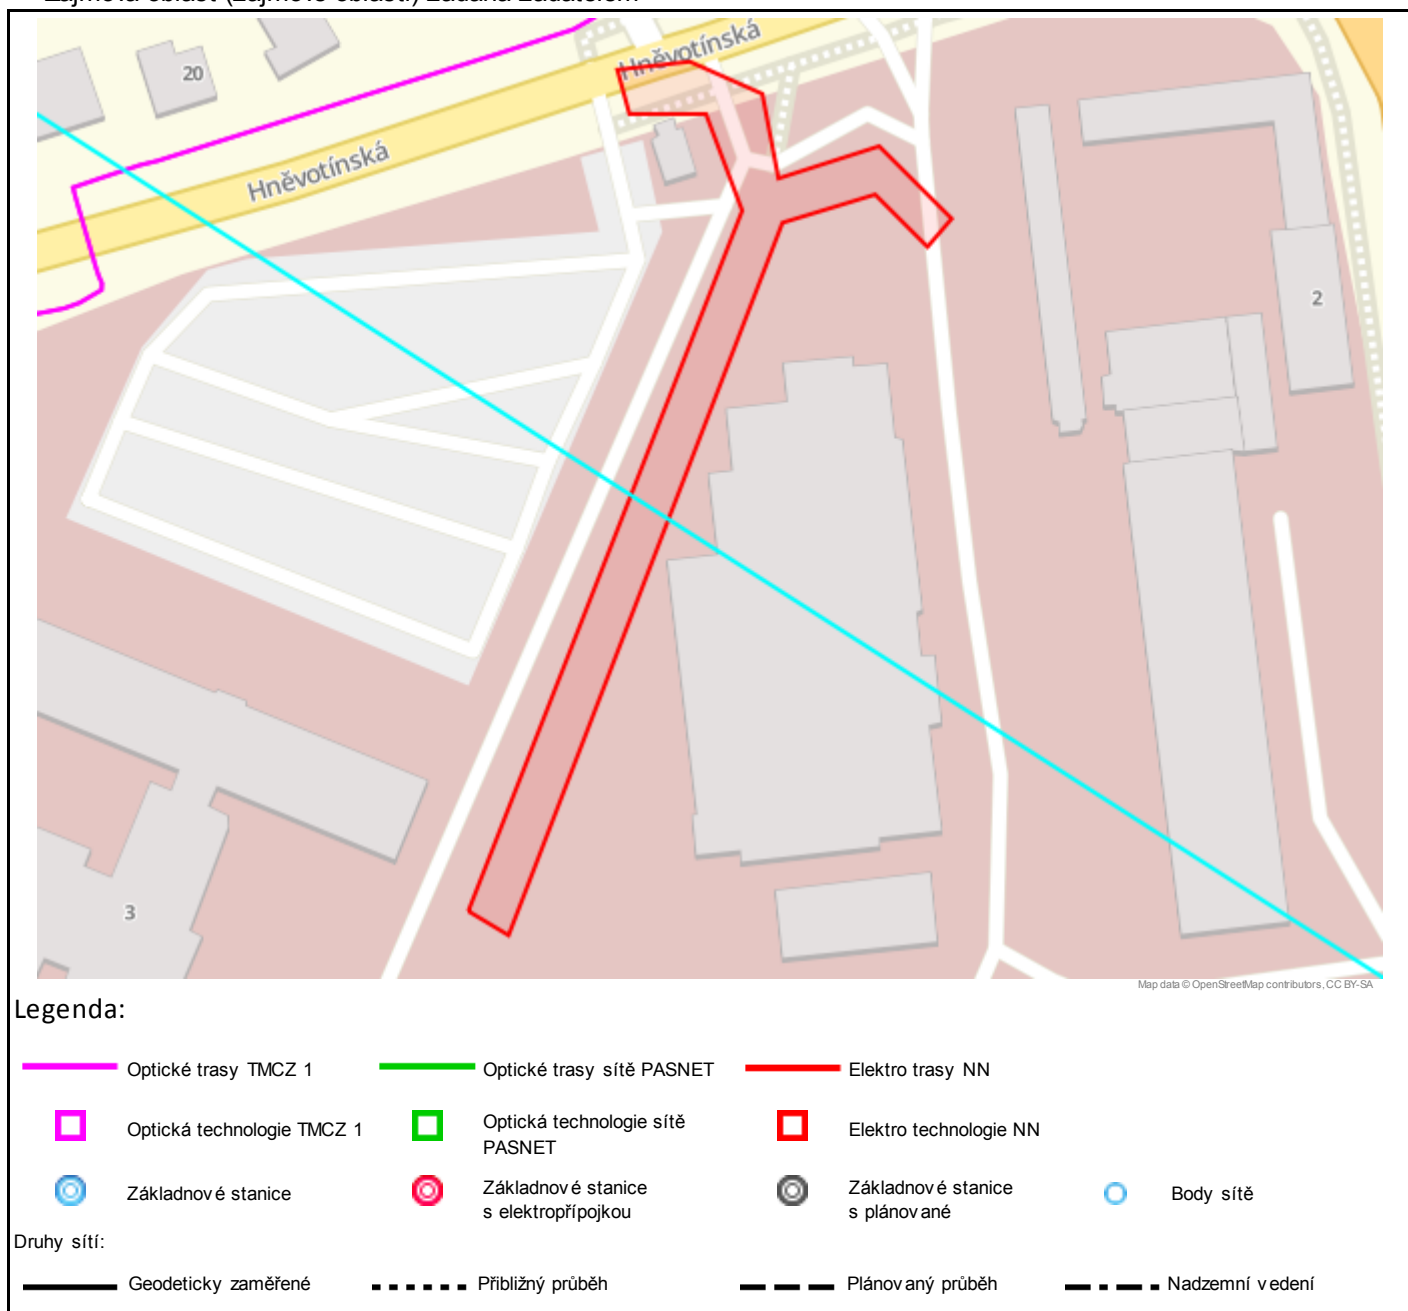 20
Hněvotínská
Hněvotínská
2
3
Map data © OpenStreetMap contributors, CC BY-SA
Legenda:
Optické trasy TMCZ 1
Optické trasy sítě PASNET
Elektro trasy NN
Optická technologie TMCZ 1
Optická technologie sítě
PASNET
Elektro technologie NN
Základnové stanice
Základnové stanice
s elektropřípojkou
Základnové stanice
s plánované
Body sítě
Druhy sítí:
Geodeticky zaměřené
Přibližný průběh
Plánovaný průběh
Nadzemní vedení